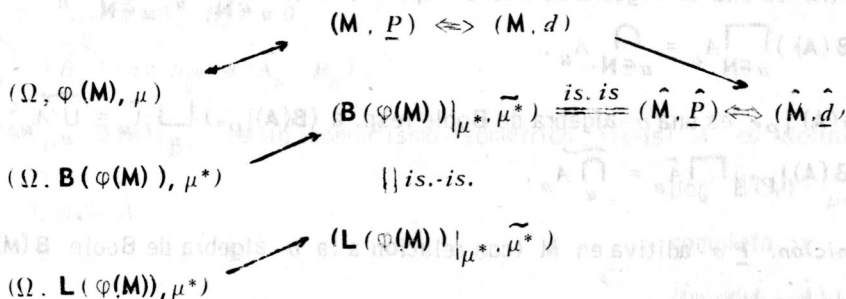 (M, P) ⟺ (M, d)
(Ω, φ(M), μ)
(B(φ(M))|μ*, μ̃*) is. is (M̂, P̂) ⟺ (M̂, d̂)
(Ω. B(φ(M)), μ*)
|| is.-is.
(L(φ(M))|μ*, μ̃*)
(Ω. L(φ(M)), μ*)